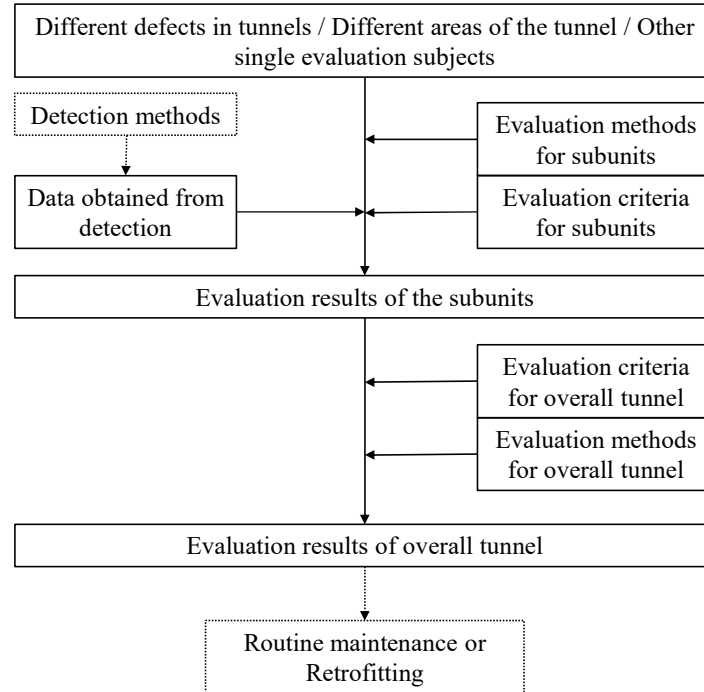 Different defects in tunnels / Different areas of the tunnel / Other
single evaluation subjects
Detection methods
Evaluation methods
for subunits
Data obtained from
detection
Evaluation criteria
for subunits
Evaluation results of the subunits
Evaluation criteria
for overall tunnel
Evaluation methods
for overall tunnel
Evaluation results of overall tunnel
Routine maintenance or
Retrofitting